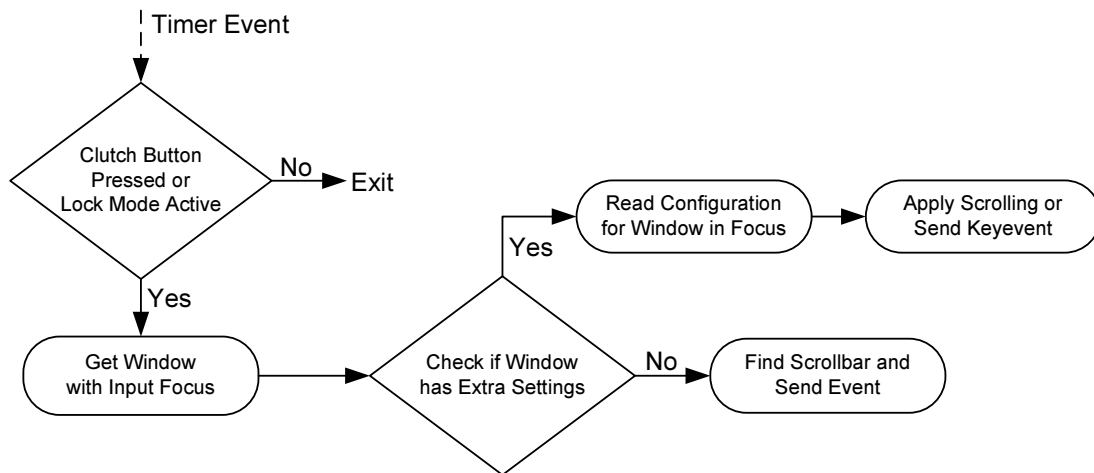 Timer Event
Clutch Button
Pressed or
Lock Mode Active
No
Exit
Yes
Get Window
with Input Focus
Check if Window
has Extra Settings
Yes
Read Configuration
for Window in Focus
Apply Scrolling or
Send Keyevent
No
Find Scrollbar and
Send Event